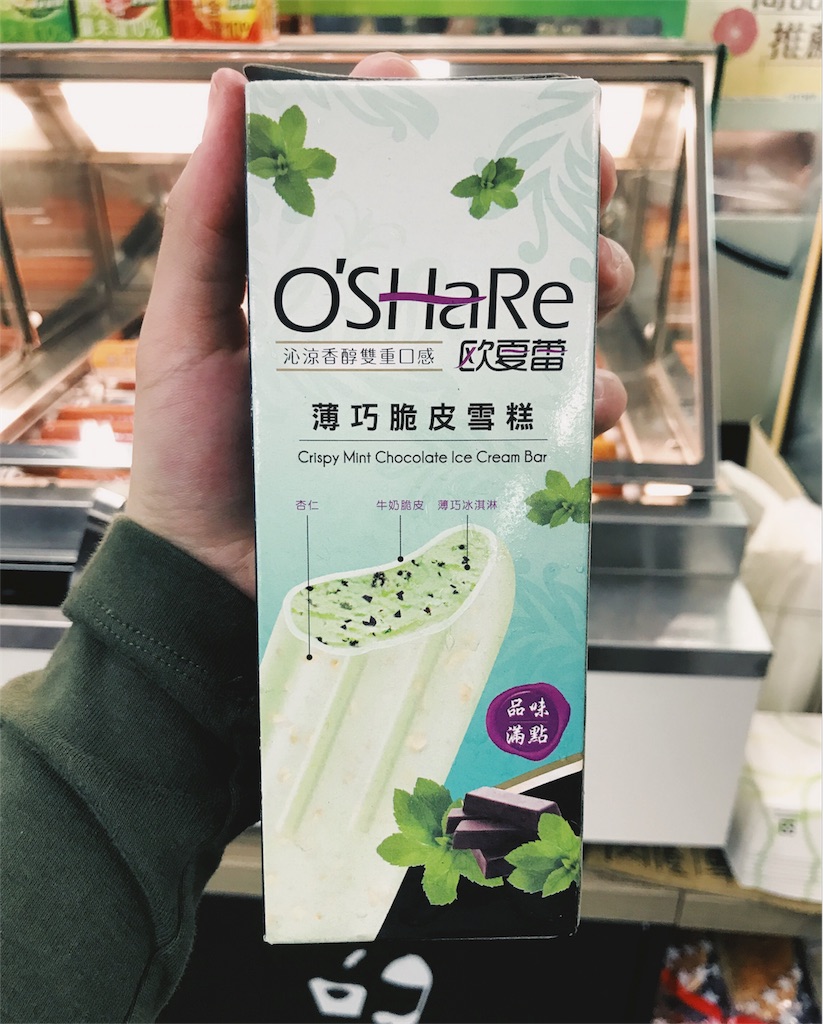 推薦
O'SHaRe
沁涼香醇雙重口感 欧夏蕾
薄巧脆皮雪糕
Crispy Mint Chocolate Ice Cream Bar
杏仁 牛奶脆皮 薄巧冰淇淋
品味
滿點